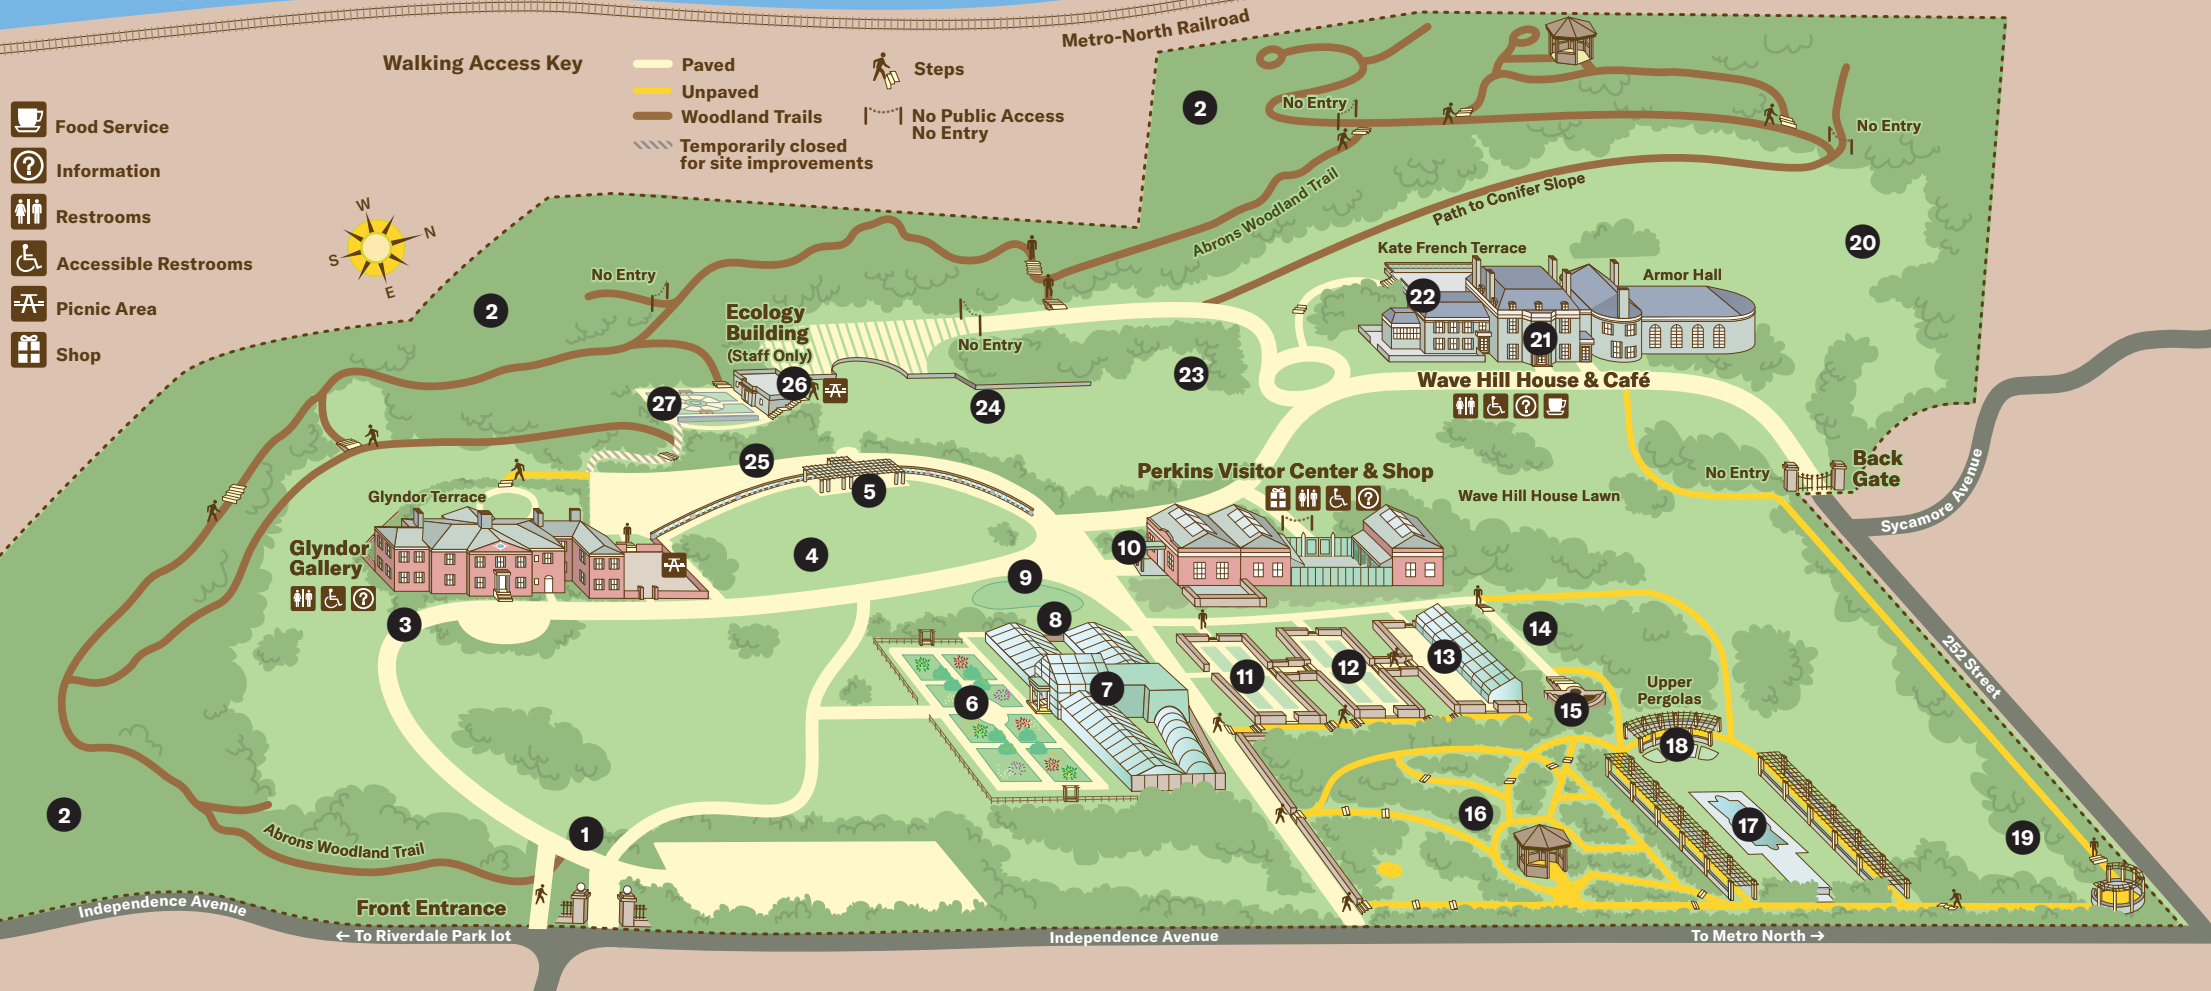 Metro-North Railroad
Walking Access Key
Paved
Unpaved
Woodland Trails
Temporarily closed
for site improvements
Steps
No Public Access
No Entry
Food Service
Information
Restrooms
Accessible Restrooms
Picnic Area
Shop
W
N
S
E
2
No Entry
No Entry
Abrons Woodland Trail
Path to Conifer Slope
20
Kate French Terrace
Armor Hall
22
21
Wave Hill House & Café
2
No Entry
Ecology
Building
(Staff Only)
No Entry
23
26
27
24
25
5
Perkins Visitor Center & Shop
Wave Hill House Lawn
No Entry
Back
Gate
Sycamore Avenue
Glyndor Terrace
Glyndor
Gallery
3
4
10
9
8
6
7
11
12
13
14
15
Upper
Pergolas
18
252 Street
16
17
19
2
Abrons Woodland Trail
1
Front Entrance
Independence Avenue
← To Riverdale Park lot
Independence Avenue
To Metro North →